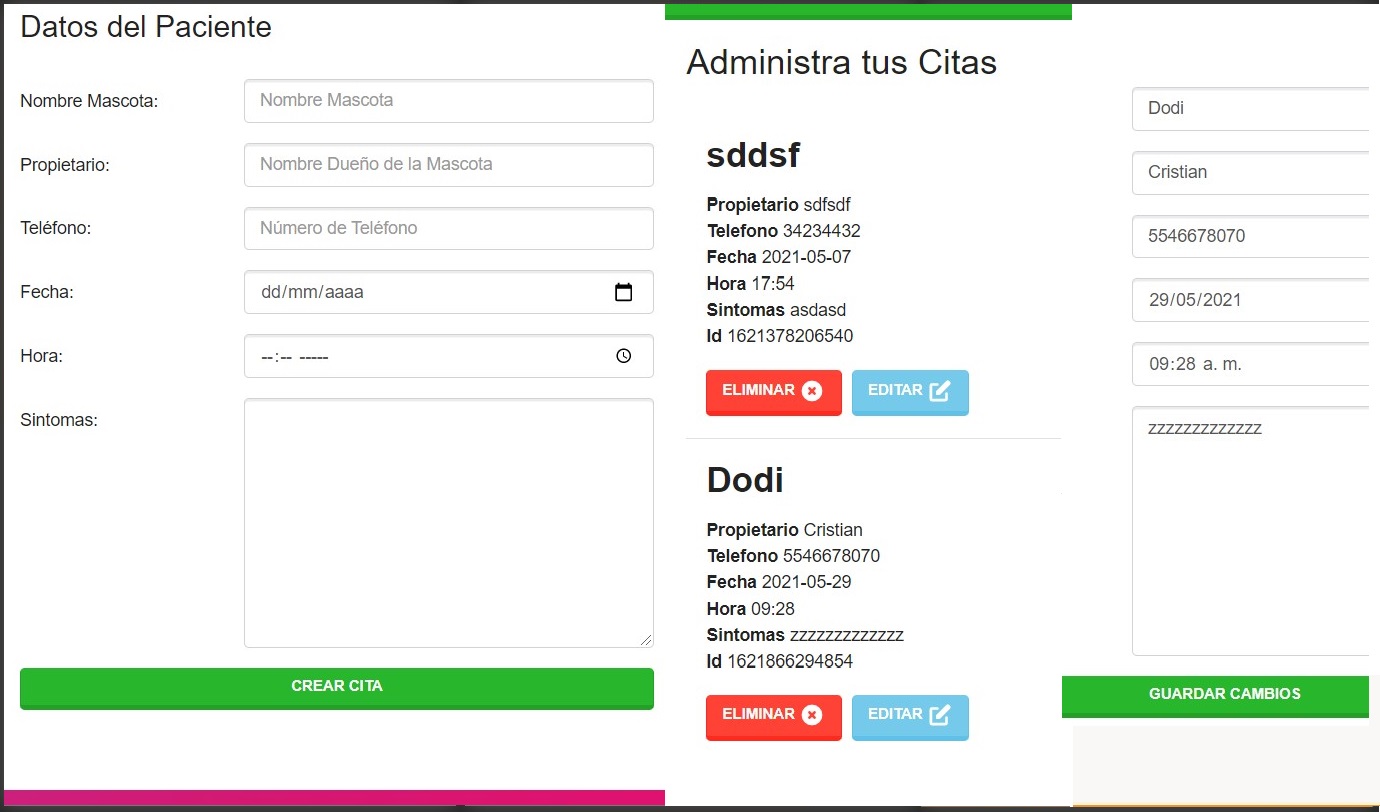 Datos del Paciente
Nombre Mascota:
Nombre Mascota
Propietario:
Nombre Dueño de la Mascota
Teléfono:
Número de Teléfono
Fecha:
dd/mm/aaaa
Hora:
--:-- -----
Sintomas:
CREAR CITA
Administra tus Citas
sddsf
Propietario sdfsdf
Telefono 34234432
Fecha 2021-05-07
Hora 17:54
Sintomas asdasd
Id 1621378206540
ELIMINAR
EDITAR
Dodi
Propietario Cristian
Telefono 5546678070
Fecha 2021-05-29
Hora 09:28
Sintomas zzzzzzzzzzzzz
Id 1621866294854
ELIMINAR
EDITAR
Dodi
Cristian
5546678070
29/05/2021
09:28 a. m.
zzzzzzzzzzzzz
GUARDAR CAMBIOS